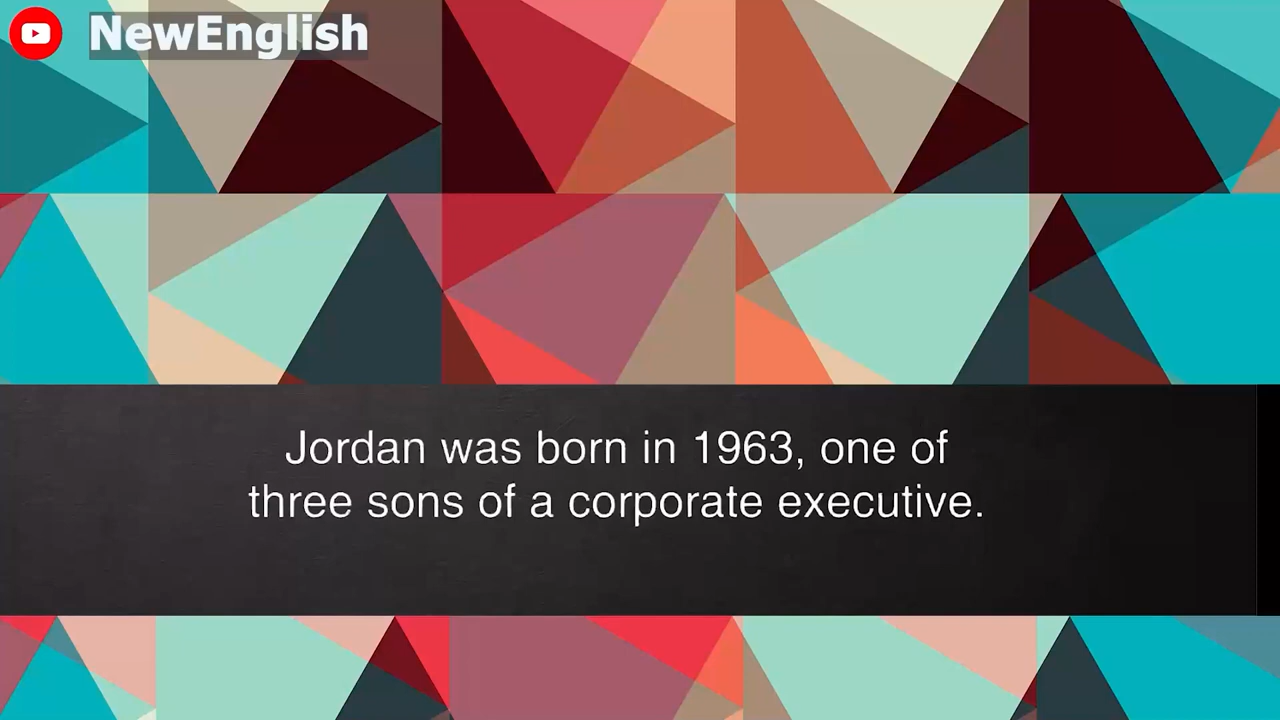 NewEnglish
Jordan was born in 1963, one of
three sons of a corporate executive.